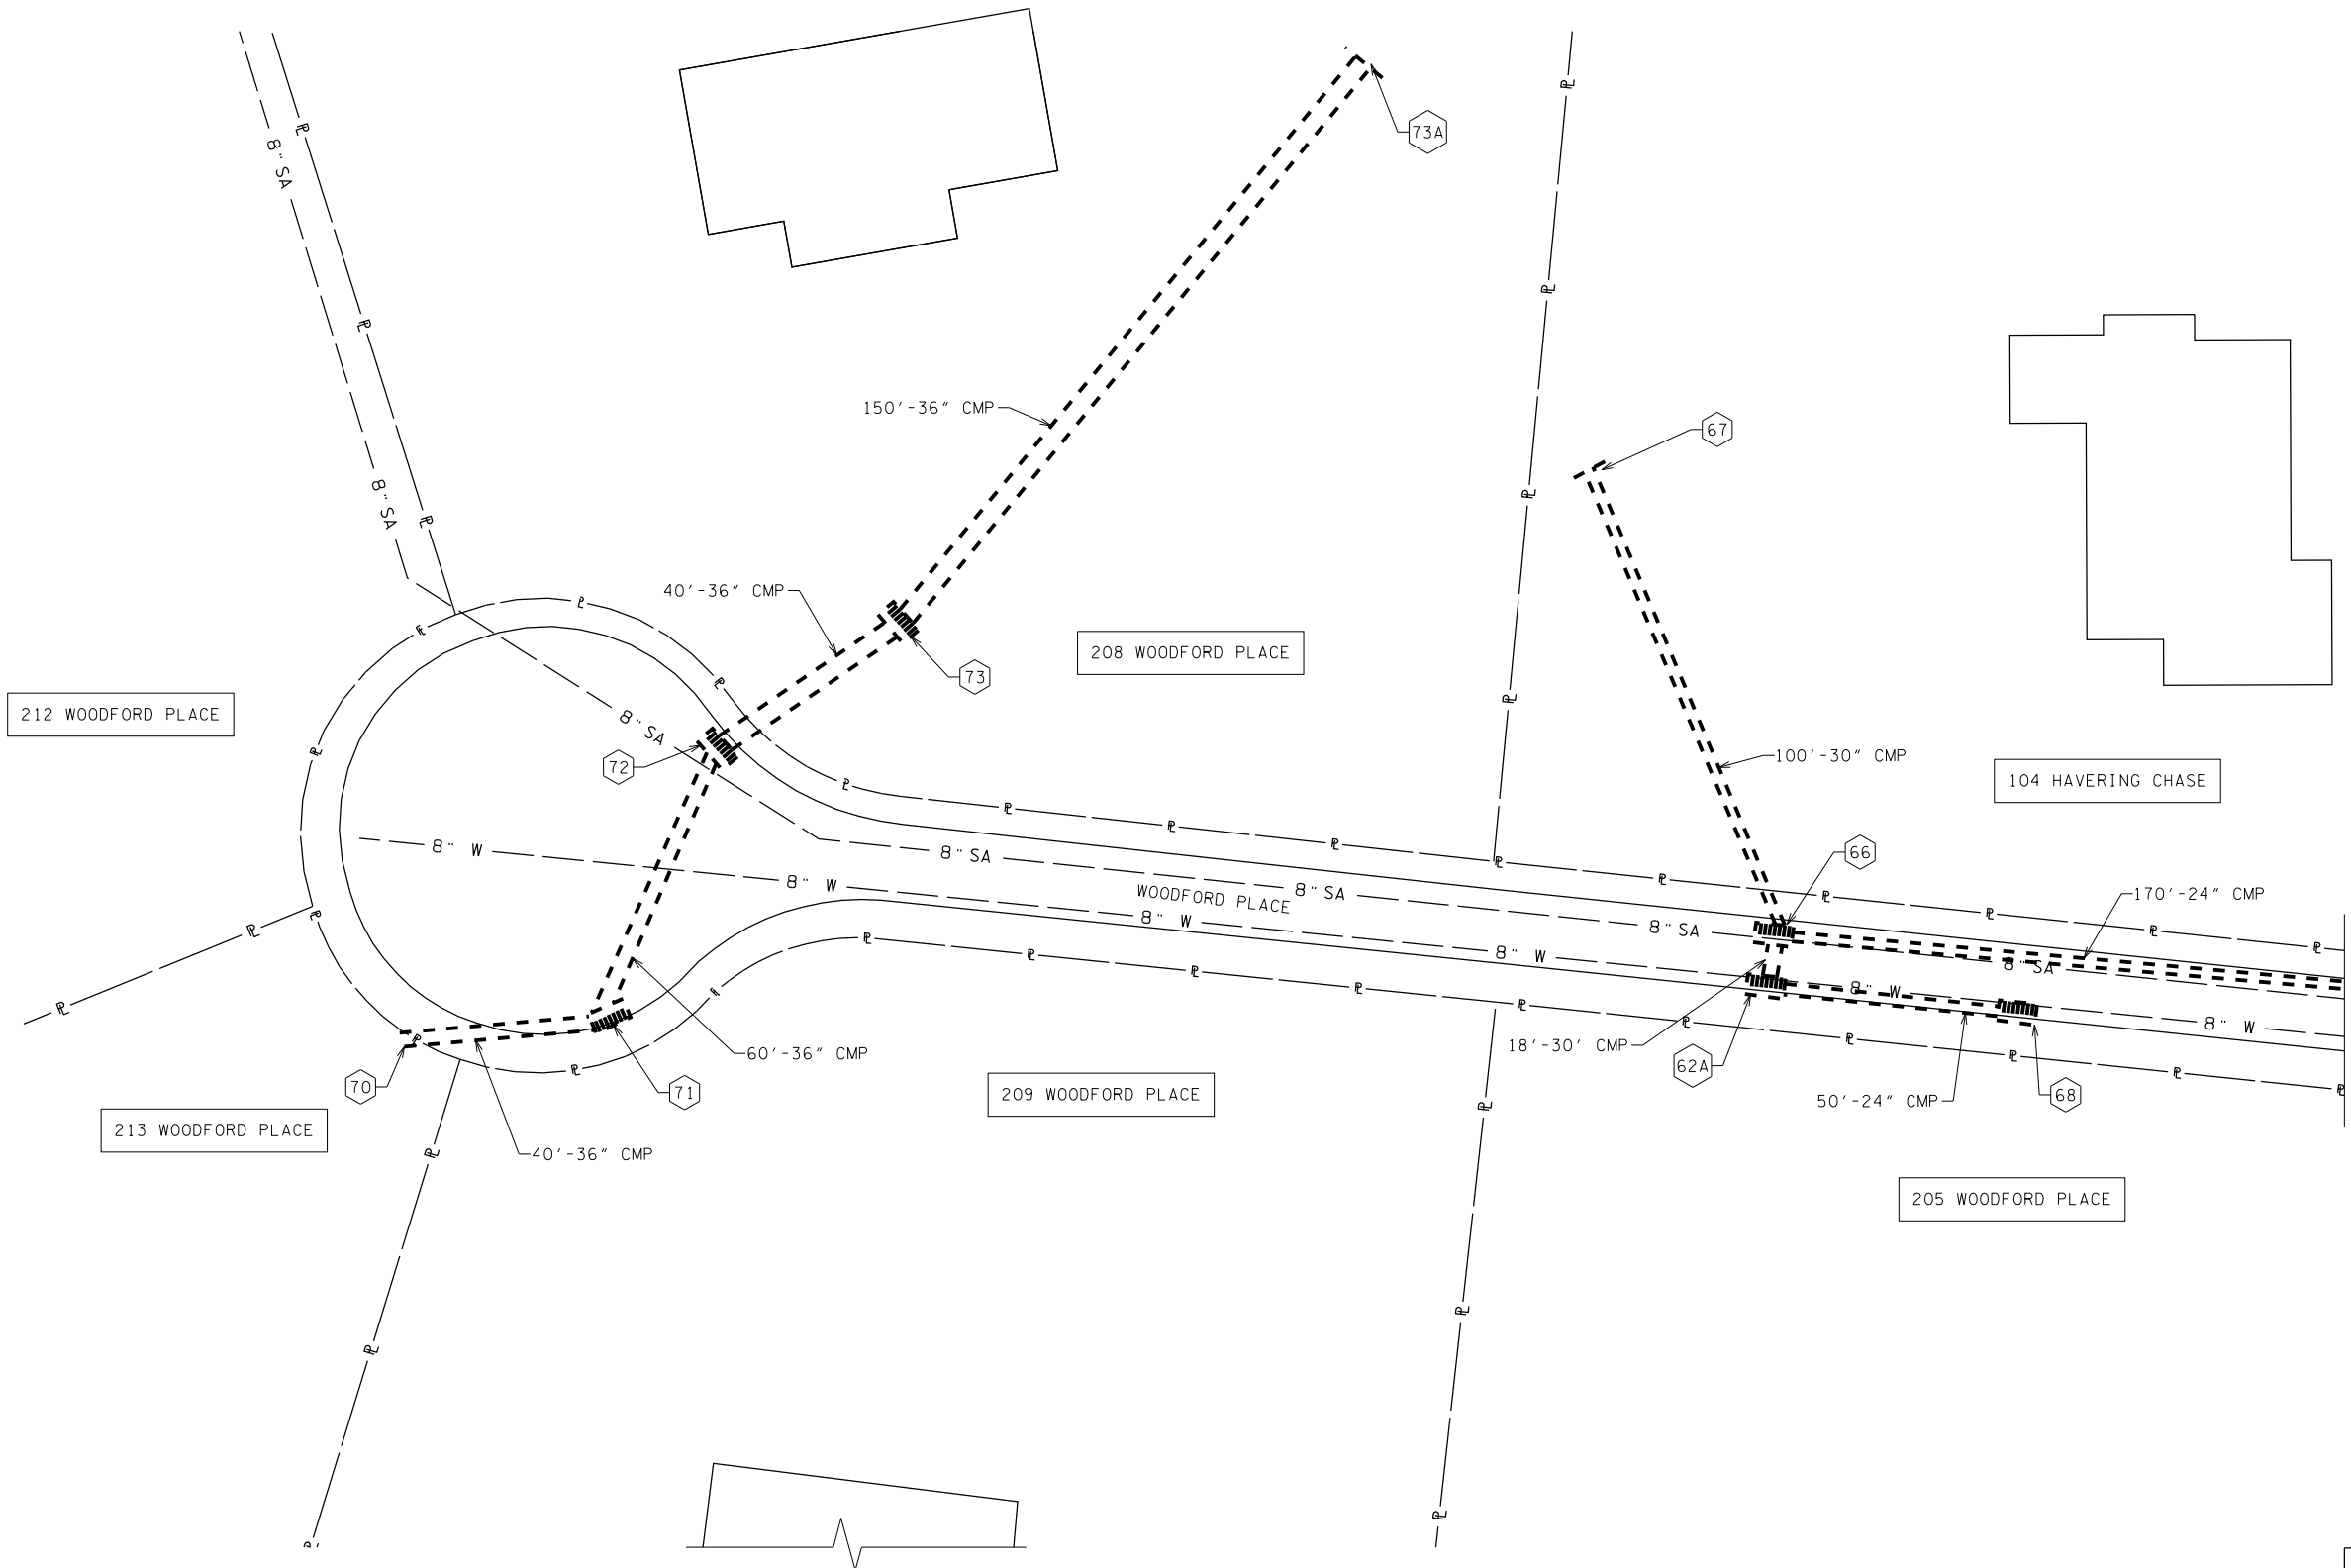 73A
8" SA
150'-36" CMP
67
8" SA
40'-36" CMP
208 WOODFORD PLACE
73
212 WOODFORD PLACE
8" SA
72
100'-30" CMP
104 HAVERING CHASE
8" W
8" SA
66
8" W
WOODFORD PLACE
8" SA
170'-24" CMP
8" W
8" SA
8" W
8" SA
8" W
8" W
60'-36" CMP
18'-30' CMP
62A
70
71
209 WOODFORD PLACE
50'-24" CMP
68
213 WOODFORD PLACE
40'-36" CMP
205 WOODFORD PLACE